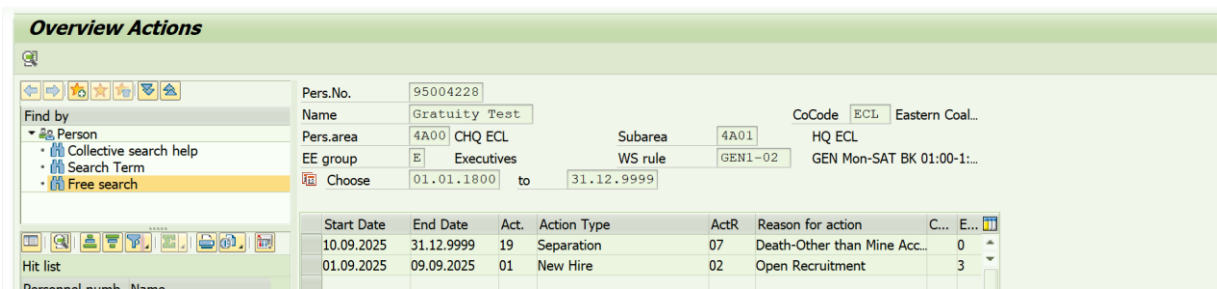 Overview Actions
Find by
Person
Collective search help
Search Term
Free search
Hit list
Pers.No. 95004228
Name Gratuity Test CoCode ECL Eastern Coal...
Pers.area 4A00 CHQ ECL Subarea 4A01 HQ ECL
EE group E Executives WS rule GEN1-02 GEN Mon-SAT BK 01:00-1:...
Choose 01.01.1800 to 31.12.9999
Start Date End Date Act. Action Type ActR Reason for action C... E...
10.09.2025 31.12.9999 19 Separation 07 Death-Other than Mine Acc... 0
01.09.2025 09.09.2025 01 New Hire 02 Open Recruitment 3